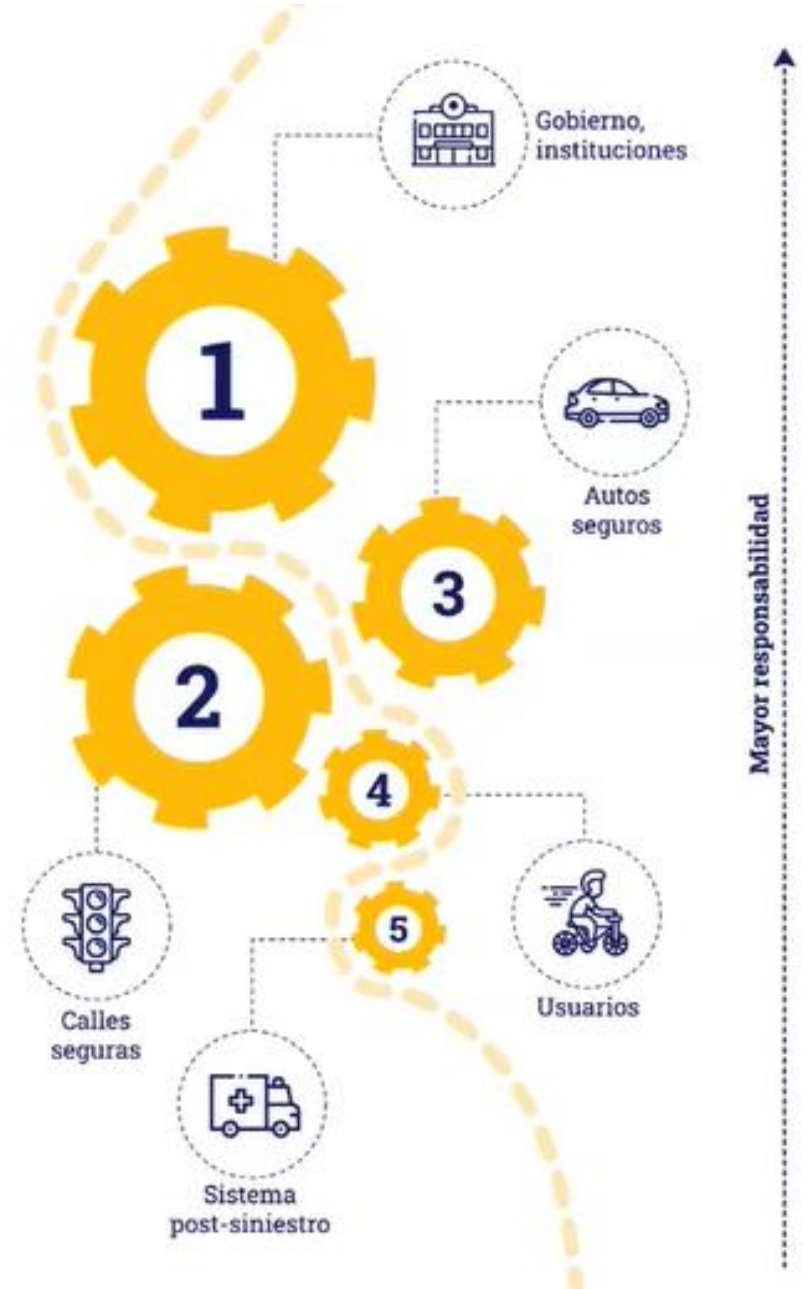 Gobierno,
instituciones
1
Autos
seguros
3
Mayor responsabilidad
2
4
5
Usuarios
Calles
seguras
Sistema
post-siniestro